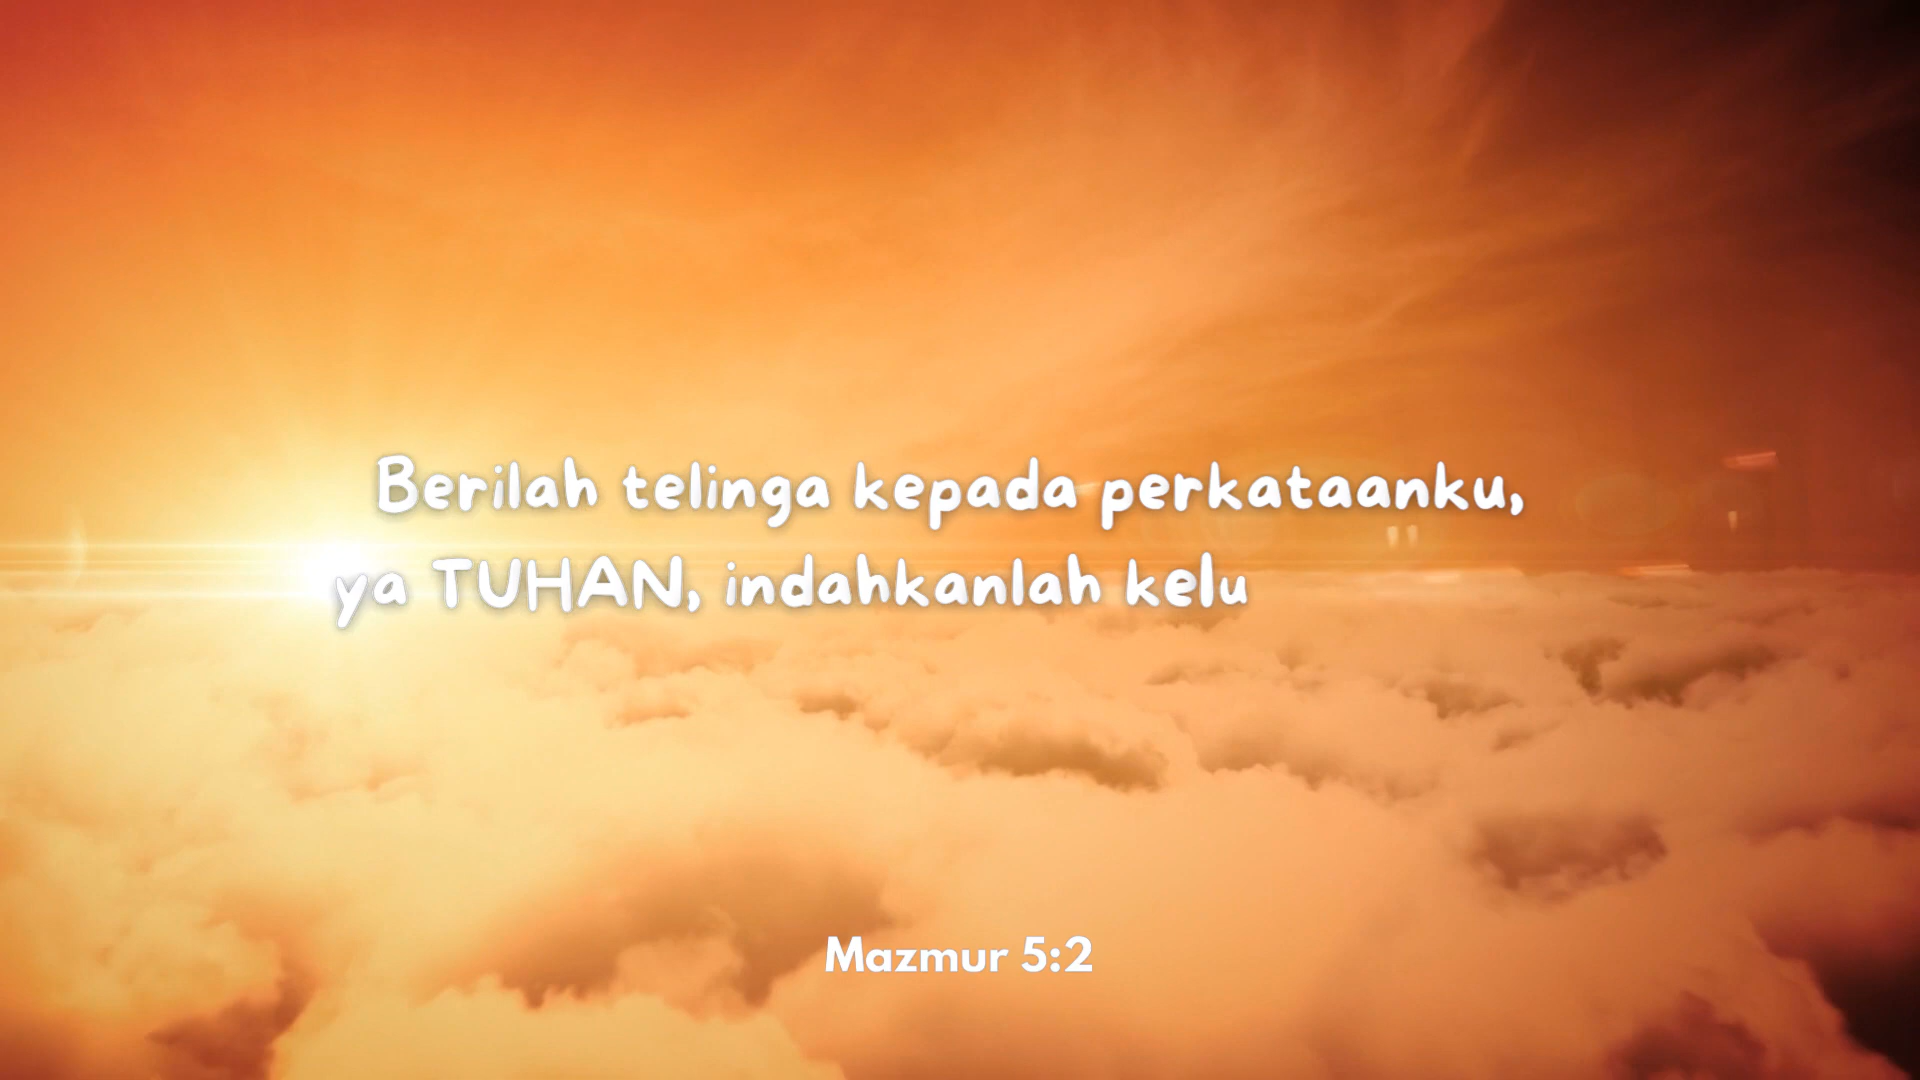 Berilah telinga kepada perkataanku,
ya TUHAN, indahkanlah kelu
Mazmur 5:2